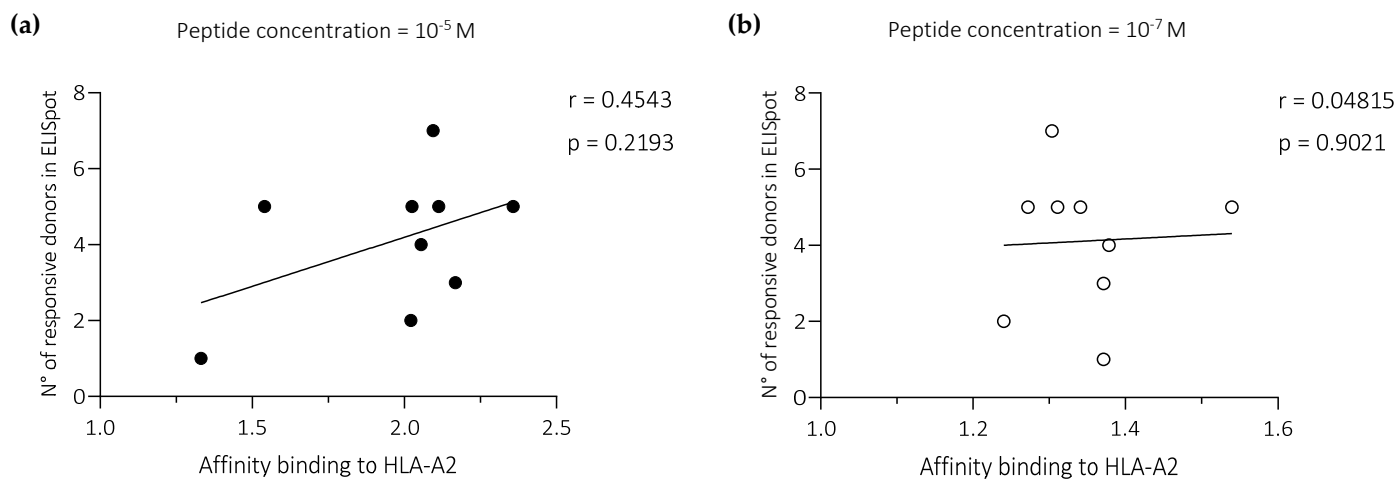 (a)
Peptide concentration = 10⁻⁵ M
N° of responsive donors in ELISpot
8
6
4
2
0
1.0 1.5 2.0 2.5
Affinity binding to HLA-A2
r = 0.4543
p = 0.2193
(b)
Peptide concentration = 10⁻⁷ M
N° of responsive donors in ELISpot
8
6
4
2
0
1.0 1.2 1.4 1.6
Affinity binding to HLA-A2
r = 0.04815
p = 0.9021